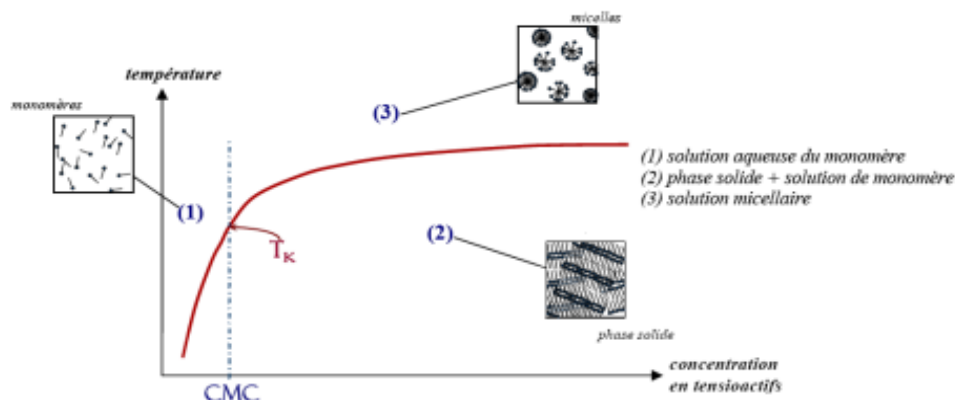 micelles
température
monomères
(3)
(1) solution aqueuse du monomère
(2) phase solide + solution de monomère
(3) solution micellaire
(1)
(2)
TK
phase solide
concentration
en tensioactifs
CMC